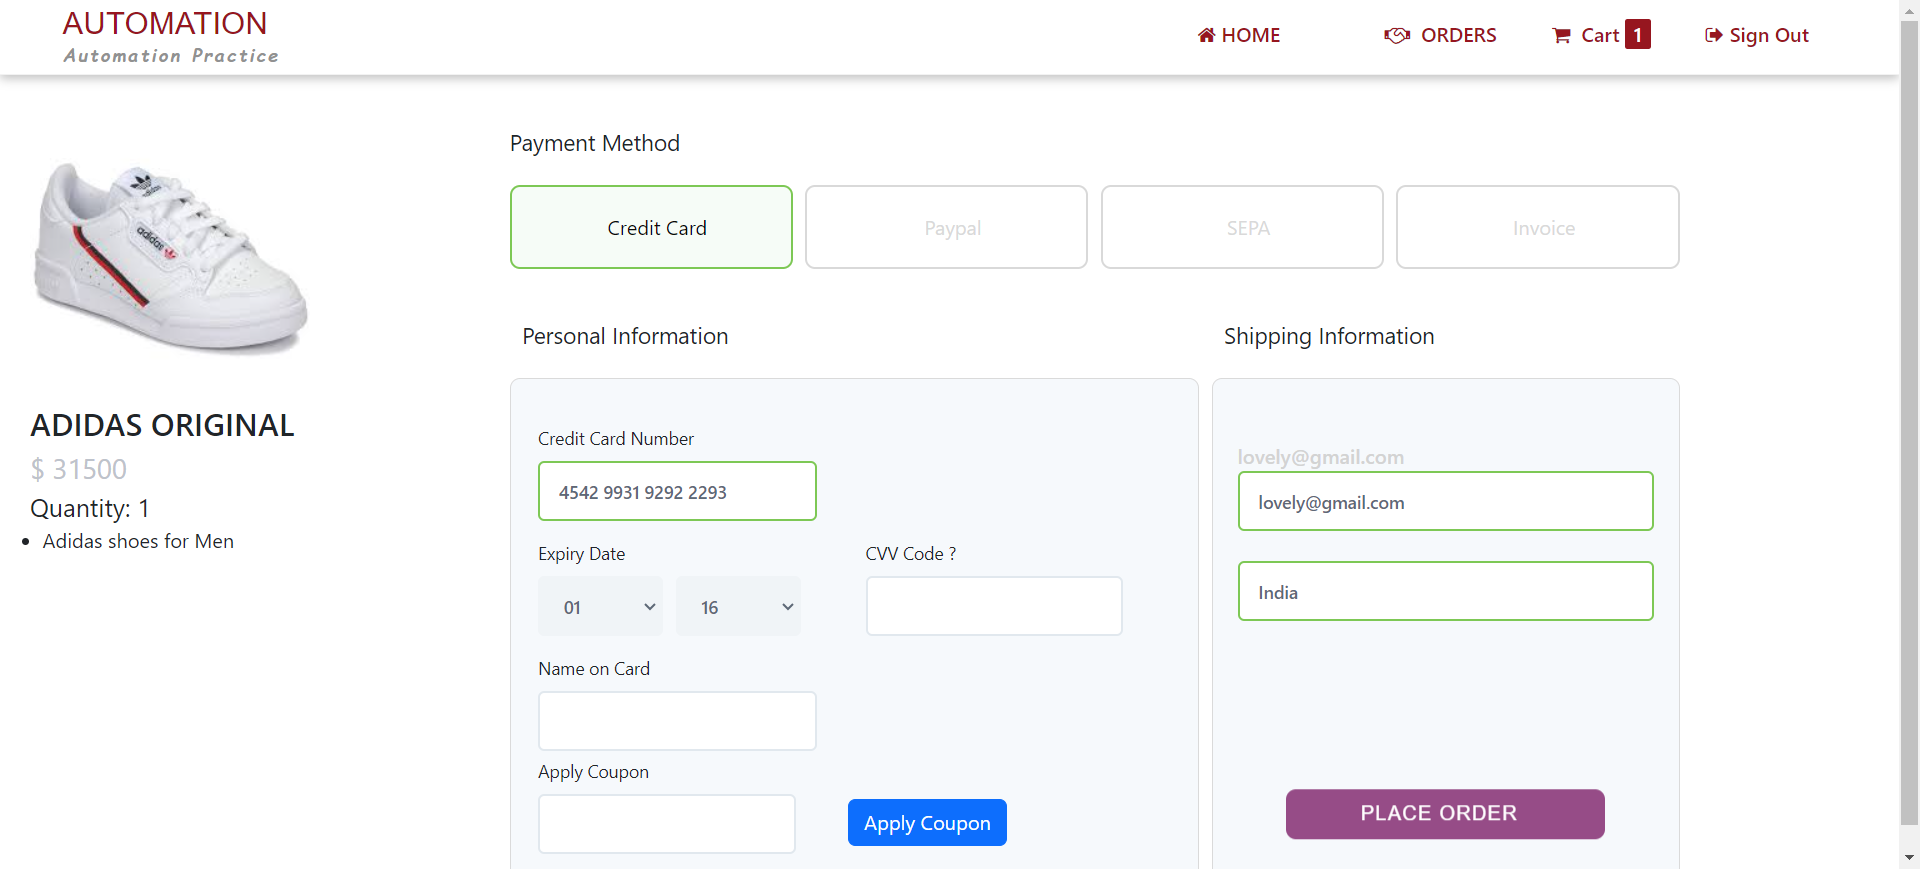 AUTOMATION
Automation Practice
HOME
ORDERS
Cart 1
Sign Out
adidas
adidas
ADIDAS ORIGINAL
$ 31500
Quantity: 1
Adidas shoes for Men
Payment Method
Credit Card
Paypal
SEPA
Invoice
Personal Information
Credit Card Number
4542 9931 9292 2293
Expiry Date
01
16
CVV Code ?
Name on Card
Apply Coupon
Apply Coupon
Shipping Information
lovely@gmail.com
lovely@gmail.com
India
PLACE ORDER